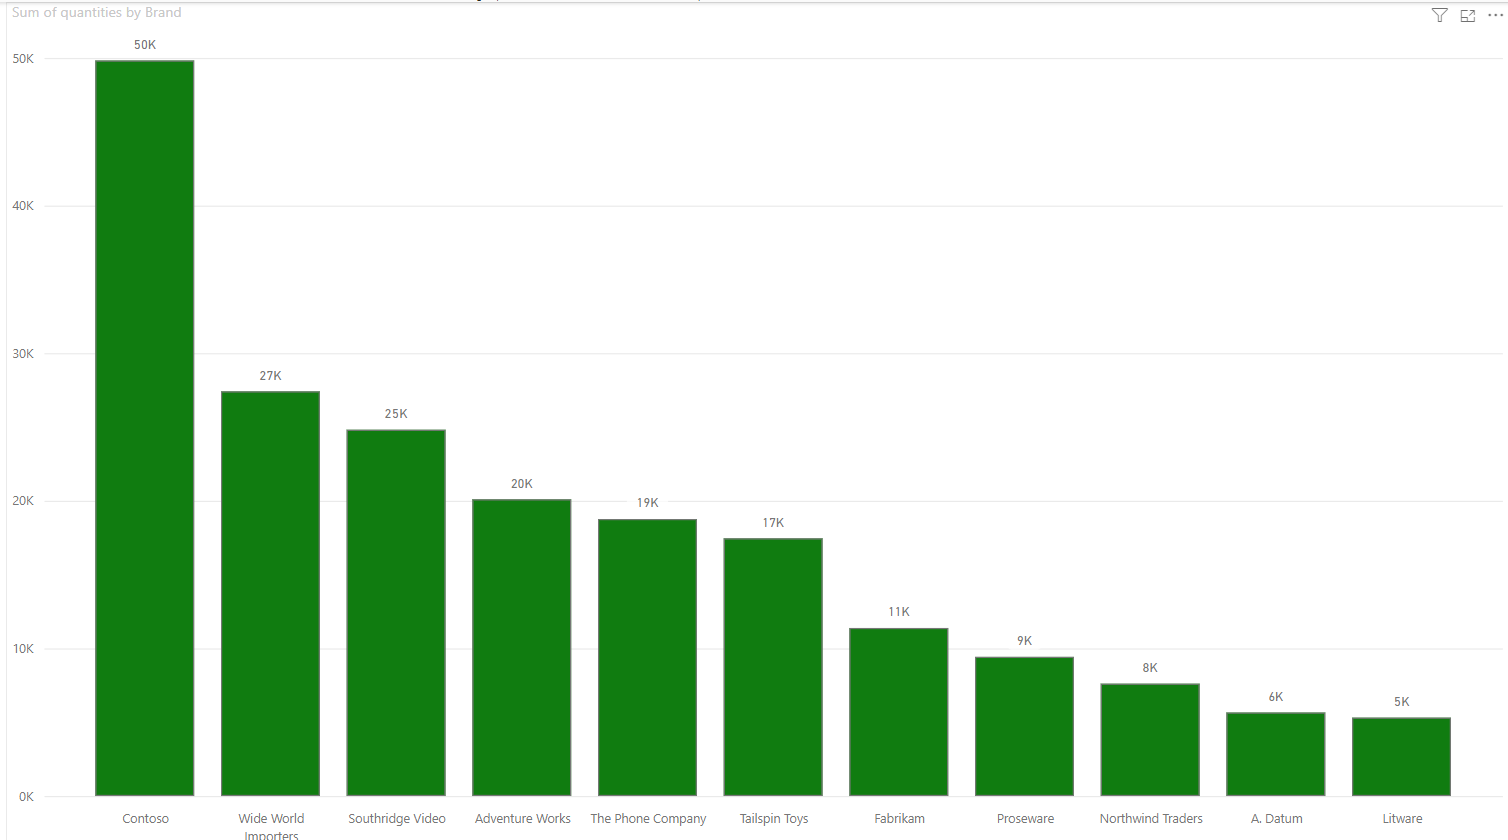 Sum of quantities by Brand
50K
50K
40K
30K
27K
25K
20K
20K
19K
17K
11K
10K
9K
8K
6K
5K
0K
Contoso
Wide World
Importers
Southridge Video
Adventure Works
The Phone Company
Tailspin Toys
Fabrikam
Proseware
Northwind Traders
A. Datum
Litware